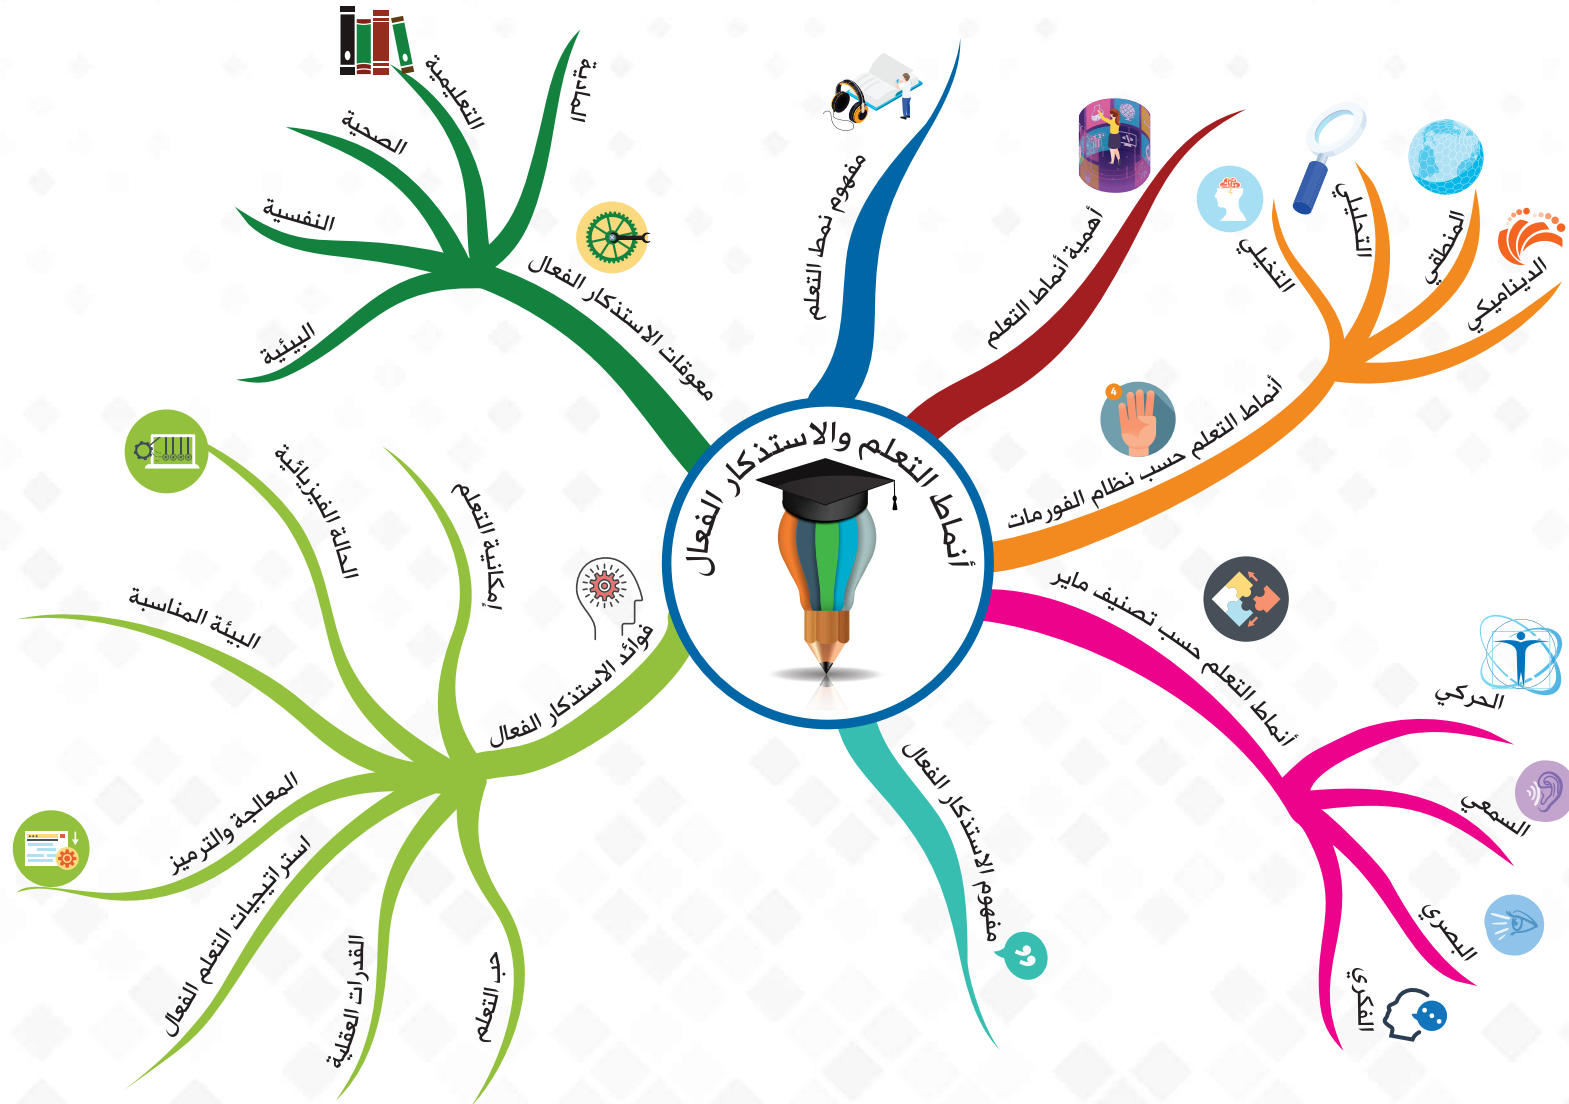 أنماط التعلم والاستذكار الفعال
مفهوم نمط التعلم
أهمية أنماط التعلم
أنماط التعلم حسب نظام الفورمات
التخيلي
التحليلي
المنطقي
الديناميكي
4
أنماط التعلم حسب تصنيف ماير
الحركي
السمعي
البصري
الفكري
مفهوم الاستذكار الفعال
فوائد الاستذكار الفعال
أمكانية التعلم
الحالة الفيزيائية
البيئة المناسبة
المعالجة والترميز
استراتيجيات التعلم الفعال
القدرات العقلية
حب التعلم
معوقات الاستذكار الفعال
المادية
التعليمية
الصحية
النفسية
البيئية